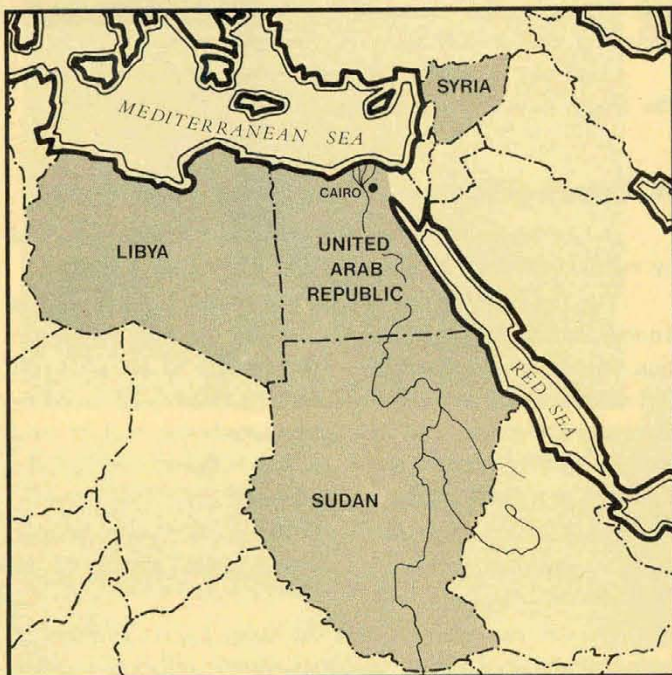 SYRIA
MEDITERRANEAN SEA
CAIRO
LIBYA
UNITED
ARAB
REPUBLIC
RED SEA
SUDAN